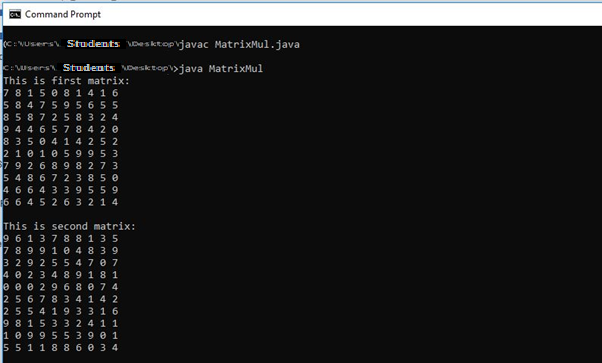 Command Prompt
C:\Users\ Students \Desktop\javac MatrixMul.java
C:\Users\ Students \Desktop\>java MatrixMul
This is first matrix:
7 8 1 5 0 8 1 4 1 6
5 8 4 7 5 9 5 6 5 5
8 5 8 7 2 5 8 3 2 4
9 4 4 6 5 7 8 4 2 0
8 3 5 0 4 1 4 2 5 2
2 1 0 1 0 5 9 9 5 3
7 9 2 6 8 9 8 2 7 3
5 4 8 6 7 2 3 8 5 0
4 6 6 4 3 3 9 5 5 9
6 6 4 5 2 6 3 2 1 4
This is second matrix:
9 6 1 3 7 8 8 1 3 5
7 8 9 9 1 0 4 8 3 9
3 2 9 2 5 5 4 7 0 7
4 0 2 3 4 8 9 1 8 1
0 0 0 2 9 6 8 0 7 4
2 5 6 7 8 3 4 1 4 2
2 5 5 4 1 9 3 3 1 6
9 8 1 5 3 3 2 4 1 1
1 0 9 9 5 5 3 9 0 1
5 5 1 1 8 8 6 0 3 4